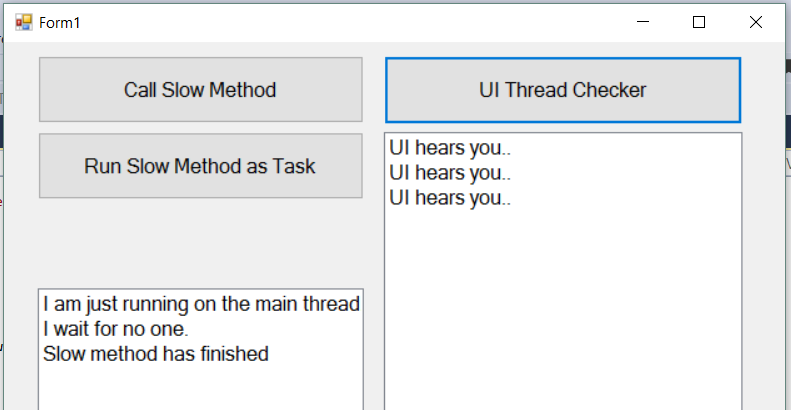 Form1
Call Slow Method
UI Thread Checker
Run Slow Method as Task
UI hears you..
UI hears you..
UI hears you..
I am just running on the main thread
I wait for no one.
Slow method has finished